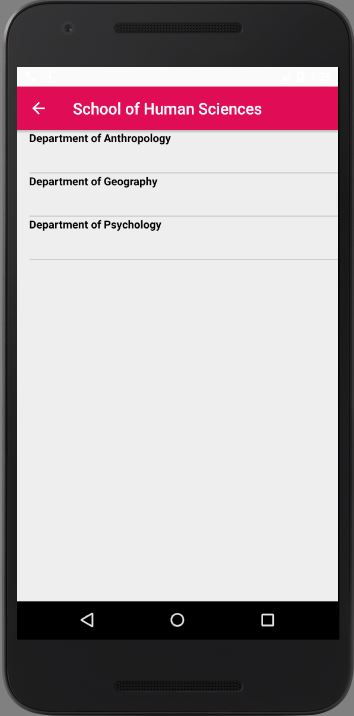 School of Human Sciences
Department of Anthropology
Department of Geography
Department of Psychology